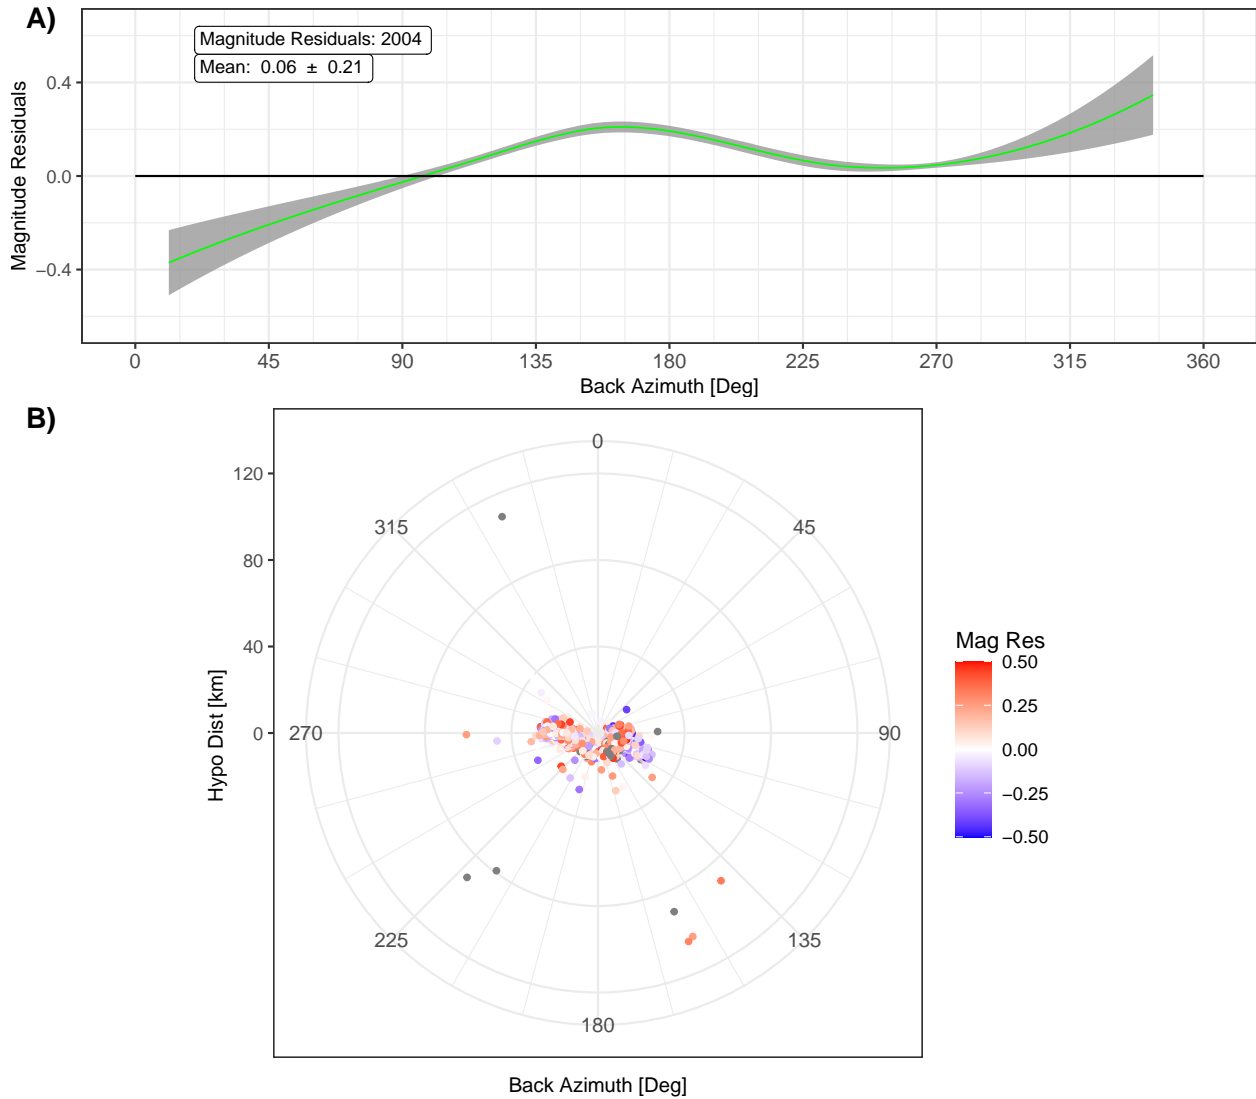 A)
Magnitude Residuals: 2004
Mean: 0.06 ± 0.21
Magnitude Residuals
0.4
0.0
−0.4
0 45 90 135 180 225 270 315 360
Back Azimuth [Deg]
B)
Hypo Dist [km]
120
80
40
0
0
45
90
135
180
225
270
315
Back Azimuth [Deg]
Mag Res
0.50
0.25
0.00
−0.25
−0.50